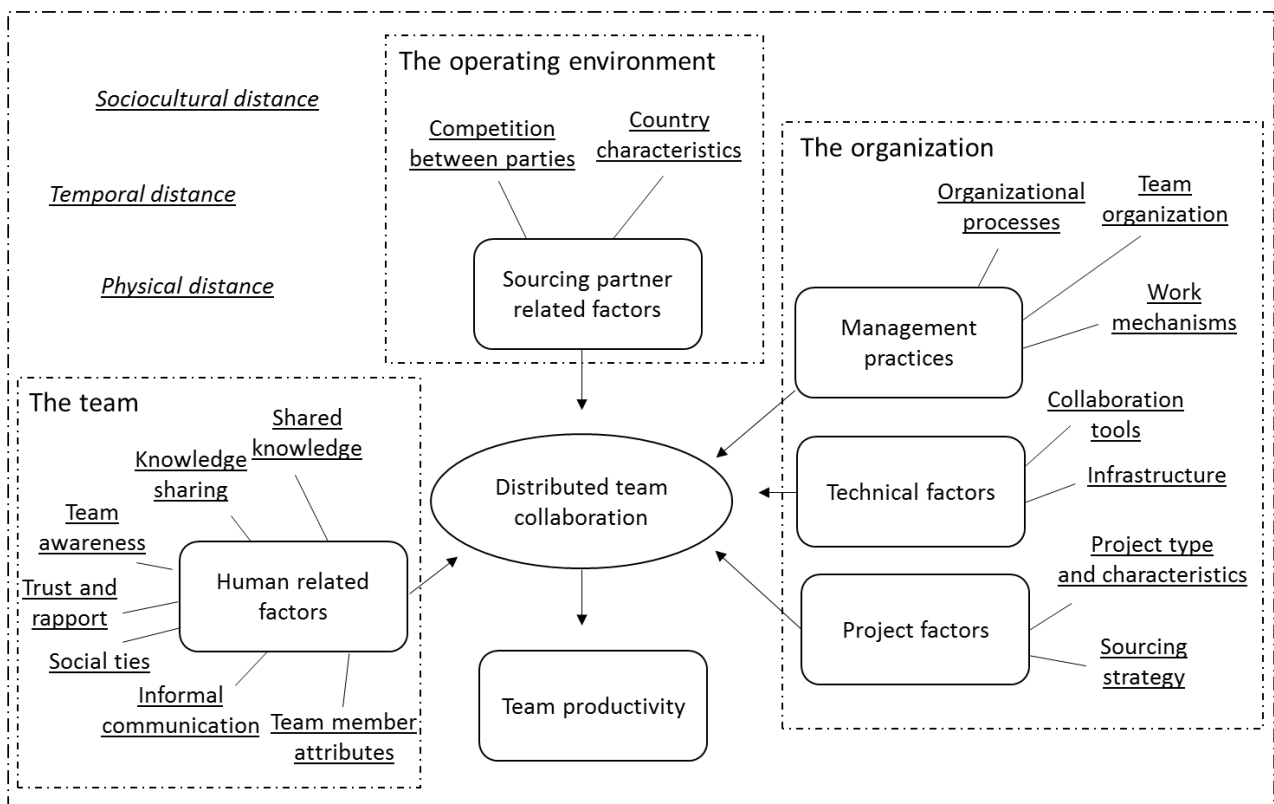 Sociocultural distance
Temporal distance
Physical distance
The operating environment
Competition
between parties
Country
characteristics
Sourcing partner
related factors
The organization
Organizational
processes
Team
organization
Work
mechanisms
Management
practices
Collaboration
tools
Infrastructure
Technical factors
Project type
and characteristics
Project factors
Sourcing
strategy
The team
Shared
knowledge
Knowledge
sharing
Team
awareness
Trust and
rapport
Social ties
Informal
communication
Team member
attributes
Human related
factors
Distributed team
collaboration
Team productivity